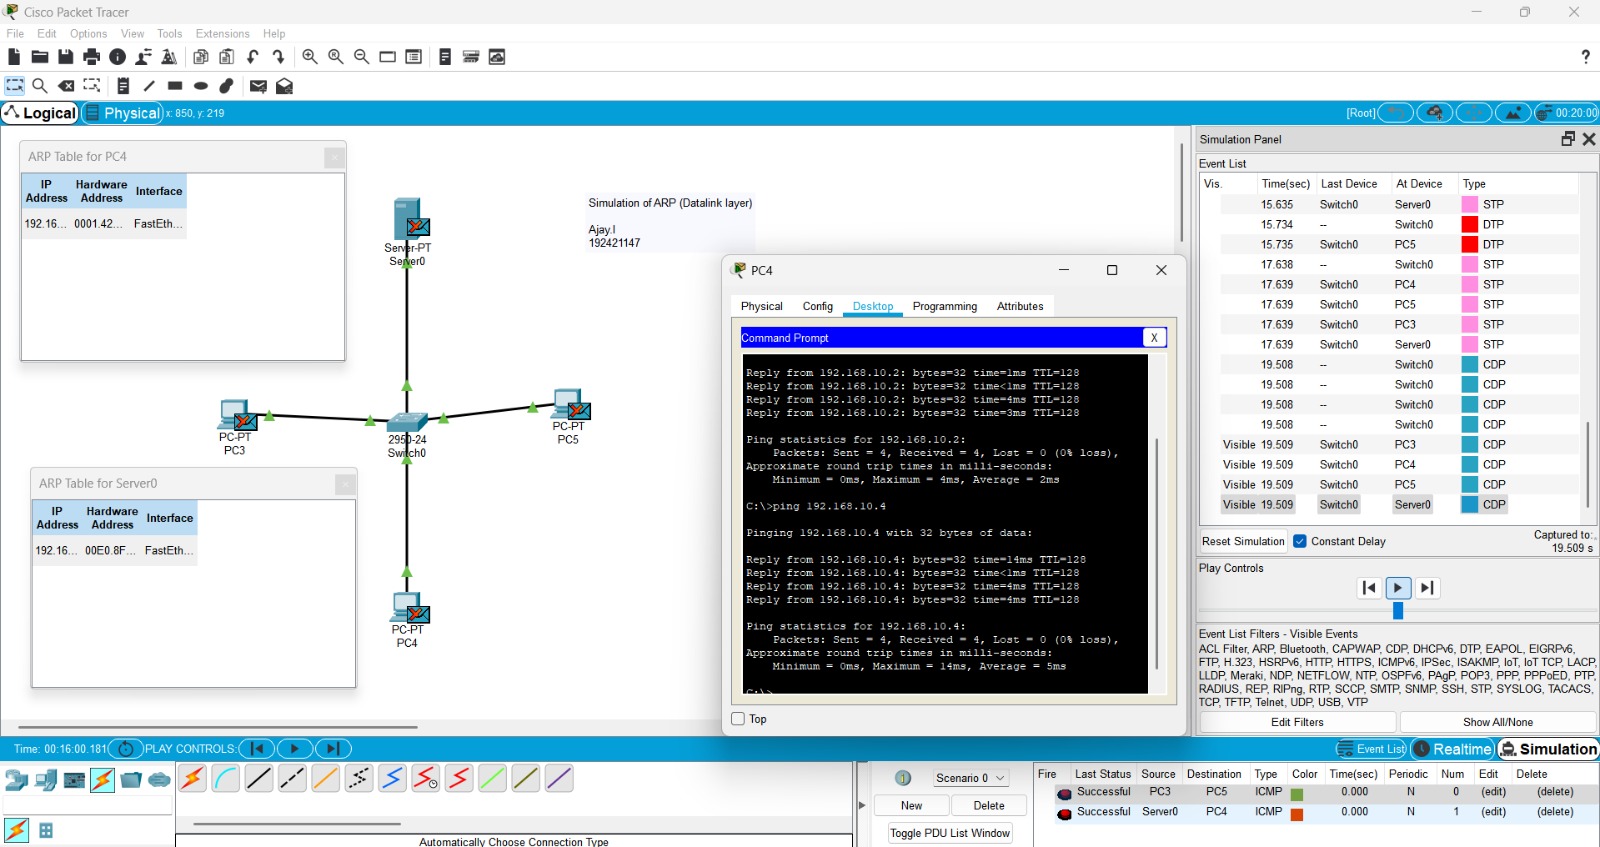 Cisco Packet Tracer
File Edit Options View Tools Extensions Help
?
Logical Physical x: 850, y: 219 [Root] 00:20:00
ARP Table for PC4
IP Address Hardware Address Interface
192.16... 0001.42... FastEth...
Server-PT
Server0
Simulation of ARP (Datalink layer)
Ajay.I
192421147
PC-PT
PC3
2950-24
Switch0
PC-PT
PC5
PC-PT
PC4
ARP Table for Server0
IP Address Hardware Address Interface
192.16... 00E0.8F... FastEth...
PC4
Physical Config Desktop Programming Attributes
Command Prompt X
Reply from 192.168.10.2: bytes=32 time=1ms TTL=128
Reply from 192.168.10.2: bytes=32 time<1ms TTL=128
Reply from 192.168.10.2: bytes=32 time=4ms TTL=128
Reply from 192.168.10.2: bytes=32 time=3ms TTL=128
Ping statistics for 192.168.10.2:
Packets: Sent = 4, Received = 4, Lost = 0 (0% loss),
Approximate round trip times in milli-seconds:
Minimum = 0ms, Maximum = 4ms, Average = 2ms
C:\>ping 192.168.10.4
Pinging 192.168.10.4 with 32 bytes of data:
Reply from 192.168.10.4: bytes=32 time=14ms TTL=128
Reply from 192.168.10.4: bytes=32 time<1ms TTL=128
Reply from 192.168.10.4: bytes=32 time=4ms TTL=128
Reply from 192.168.10.4: bytes=32 time=4ms TTL=128
Ping statistics for 192.168.10.4:
Packets: Sent = 4, Received = 4, Lost = 0 (0% loss),
Approximate round trip times in milli-seconds:
Minimum = 0ms, Maximum = 14ms, Average = 5ms
C:\>
Top
Simulation Panel
Event List
Vis. Time(sec) Last Device At Device Type
15.635 Switch0 Server0 STP
15.734 -- Switch0 DTP
15.735 Switch0 PC5 DTP
17.638 -- Switch0 STP
17.639 Switch0 PC4 STP
17.639 Switch0 PC5 STP
17.639 Switch0 PC3 STP
17.639 Switch0 Server0 STP
19.508 -- Switch0 CDP
19.508 -- Switch0 CDP
19.508 -- Switch0 CDP
19.508 -- Switch0 CDP
Visible 19.509 Switch0 PC3 CDP
Visible 19.509 Switch0 PC4 CDP
Visible 19.509 Switch0 PC5 CDP
Visible 19.509 Switch0 Server0 CDP
Reset Simulation Constant Delay Captured to:,
19.509 s
Play Controls
Event List Filters - Visible Events
ACL Filter, ARP, Bluetooth, CAPWAP, CDP, DHCPv6, DTP, EAPOL, EIGRPv6,
FTP, H.323, HSRPv6, HTTP, HTTPS, ICMPv6, IPSec, ISAKMP, IoT, IoT TCP, LACP,
LLDP, Meraki, NDP, NETFLOW, NTP, OSPFv6, PAgP, POP3, PPP, PPPoED, PTP,
RADIUS, REP, RIPng, RTP, SCCP, SMTP, SNMP, SSH, STP, SYSLOG, TACACS,
TCP, TFTP, Telnet, UDP, USB, VTP
Edit Filters Show All/None
Time: 00:16:00.181 PLAY CONTROLS: Event List Realtime Simulation
Automatically Choose Connection Type
Scenario 0
New Delete
Toggle PDU List Window
Fire Last Status Source Destination Type Color Time(sec) Periodic Num Edit Delete
Successful PC3 PC5 ICMP 0.000 N 0 (edit) (delete)
Successful Server0 PC4 ICMP 0.000 N 1 (edit) (delete)